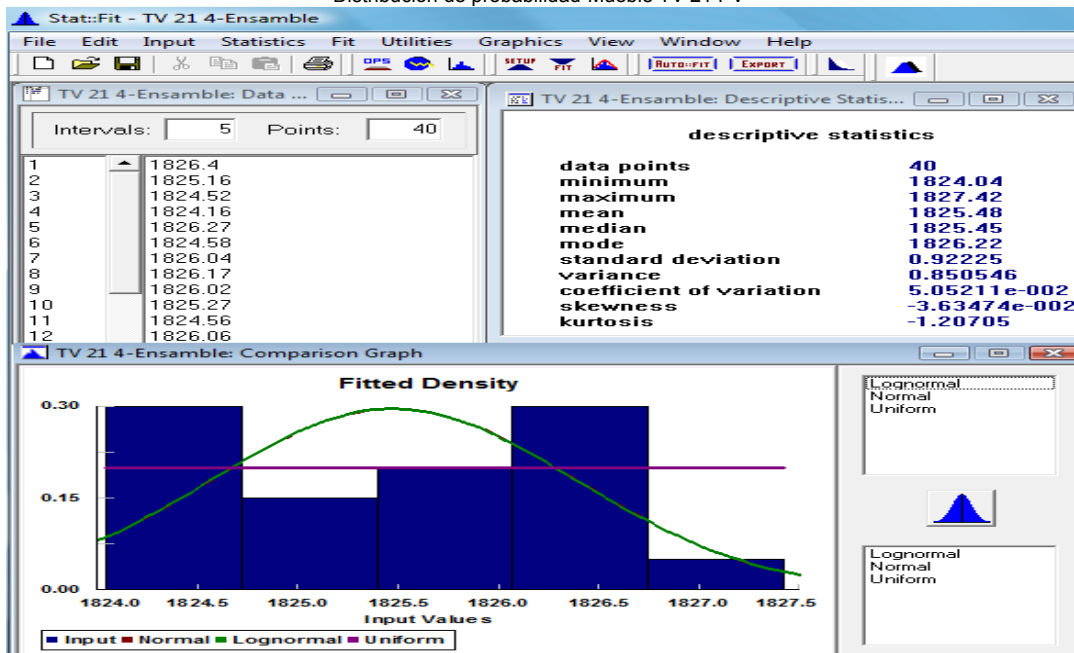 Stat::Fit - TV 21 4-Ensamble
File Edit Input Statistics Fit Utilities Graphics View Window Help
OPS SETUP FIT AUTO::FIT EXPORT
TV 21 4-Ensamble: Data ...
Intervals: 5 Points: 40
1 1826.4
2 1825.16
3 1824.52
4 1824.16
5 1826.27
6 1824.58
7 1826.04
8 1826.17
9 1826.02
10 1825.27
11 1824.56
12 1826.06
TV 21 4-Ensamble: Descriptive Statis...
descriptive statistics
data points 40
minimum 1824.04
maximum 1827.42
mean 1825.48
median 1825.45
mode 1826.22
standard deviation 0.92225
variance 0.850546
coefficient of variation 5.05211e-002
skewness -3.63474e-002
kurtosis -1.20705
TV 21 4-Ensamble: Comparison Graph
Fitted Density
0.30
0.15
0.00
1824.0 1824.5 1825.0 1825.5 1826.0 1826.5 1827.0 1827.5
Input Values
Input Normal Lognormal Uniform
Lognormal
Normal
Uniform
Lognormal
Normal
Uniform